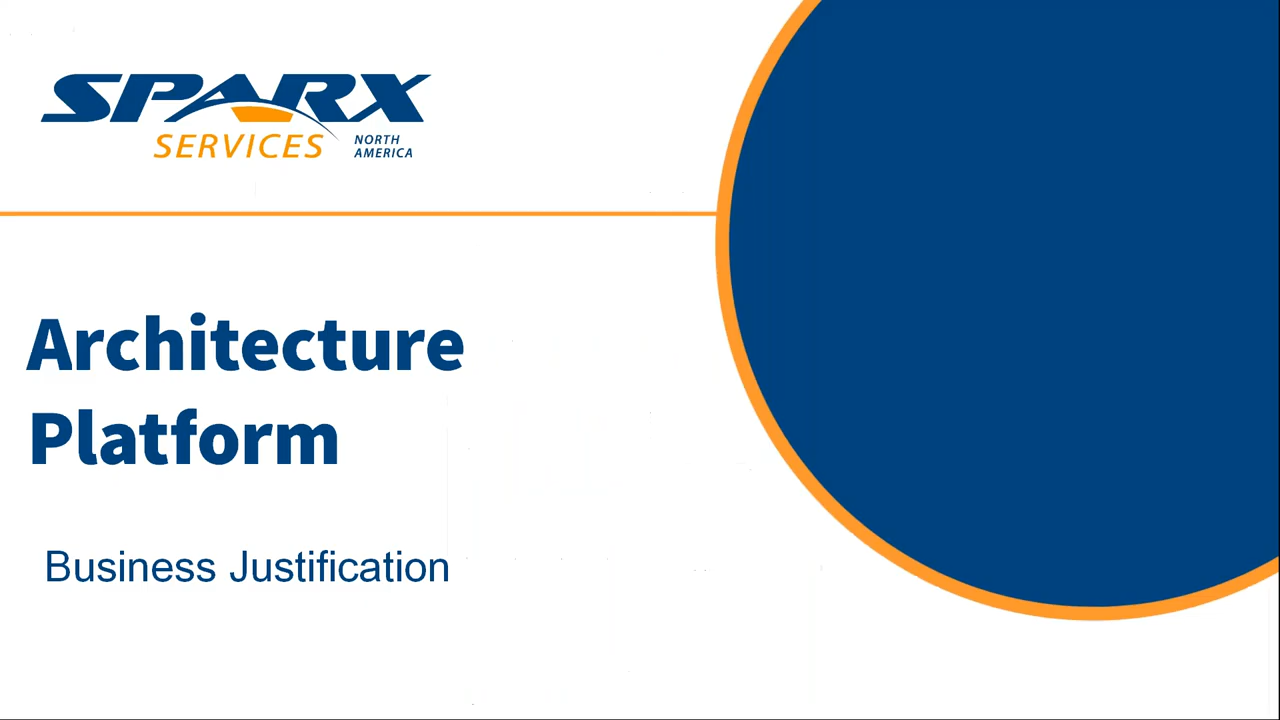 SPARX
SERVICES NORTH
AMERICA
Architecture
Platform
Business Justification